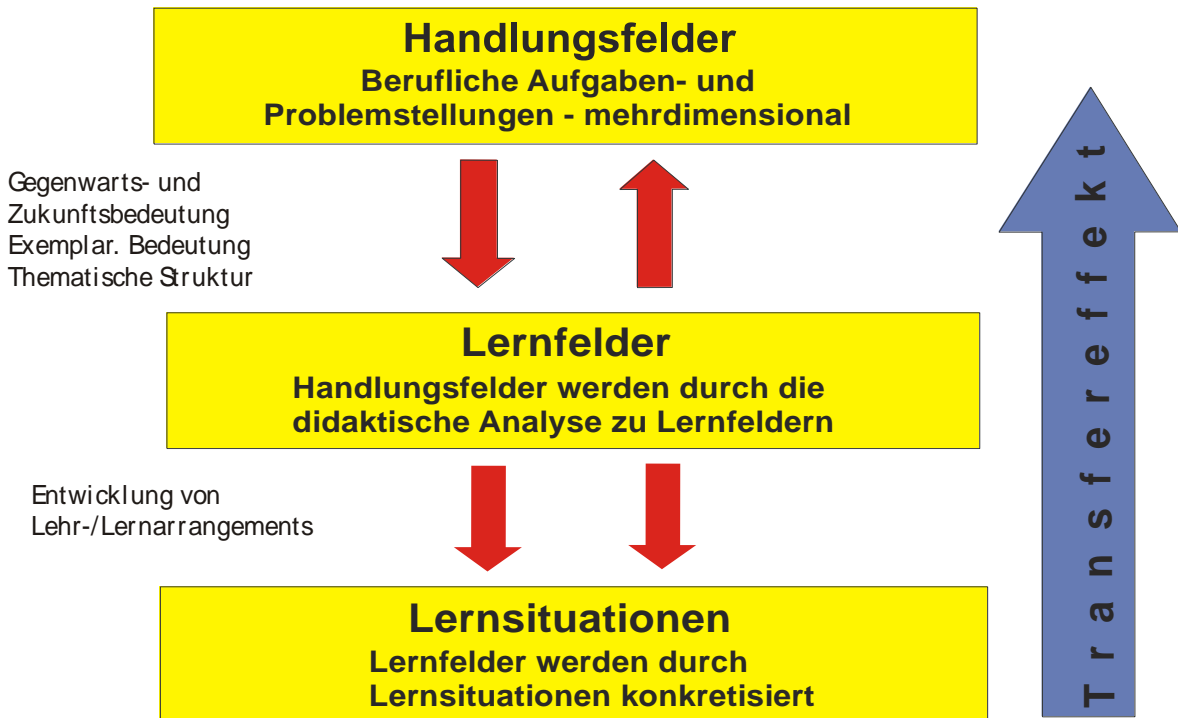 Handlungsfelder
Berufliche Aufgaben- und
Problemstellungen - mehrdimensional
Gegenwarts- und
Zukunftsbedeutung
Exemplar. Bedeutung
Thematische Struktur
Lernfelder
Handlungsfelder werden durch die
didaktische Analyse zu Lernfeldern
Entwicklung von
Lehr-/Lernarrangements
Lernsituationen
Lernfelder werden durch
Lernsituationen konkretisiert
Transfereffekt